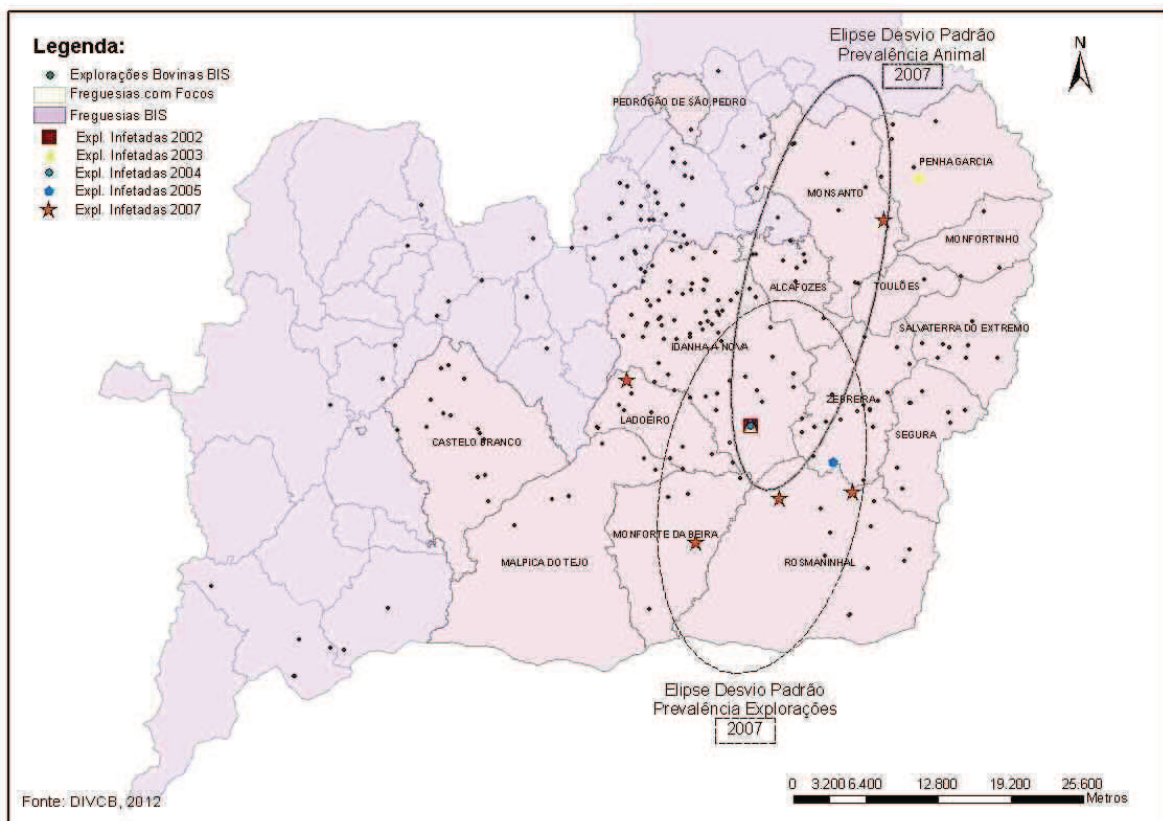 Legenda:
Explorações Bovinas BIS
Freguesias com Focos
Freguesias BIS
Expl. Infetadas 2002
Expl. Infetadas 2003
Expl. Infetadas 2004
Expl. Infetadas 2005
Expl. Infetadas 2007
Elipse Desvio Padrão
Prevalência Animal
2007
N
PEDROGÃO DE SÃO PEDRO
PENHA GARCIA
MONSANTO
MONFORTINHO
ALCAFOZES
TOULÕES
SALVATERRA DO EXTREMO
IDANHA-A-NOVA
ZEBREIRA
LADOEIRO
SEGURA
CASTELO BRANCO
MONFORTE DA BEIRA
MALPICA DO TEJO
ROSMANINHAL
Elipse Desvio Padrão
Prevalência Explorações
2007
0 3.200 6.400 12.800 19.200 25.600
Metros
Fonte: DIVCB, 2012